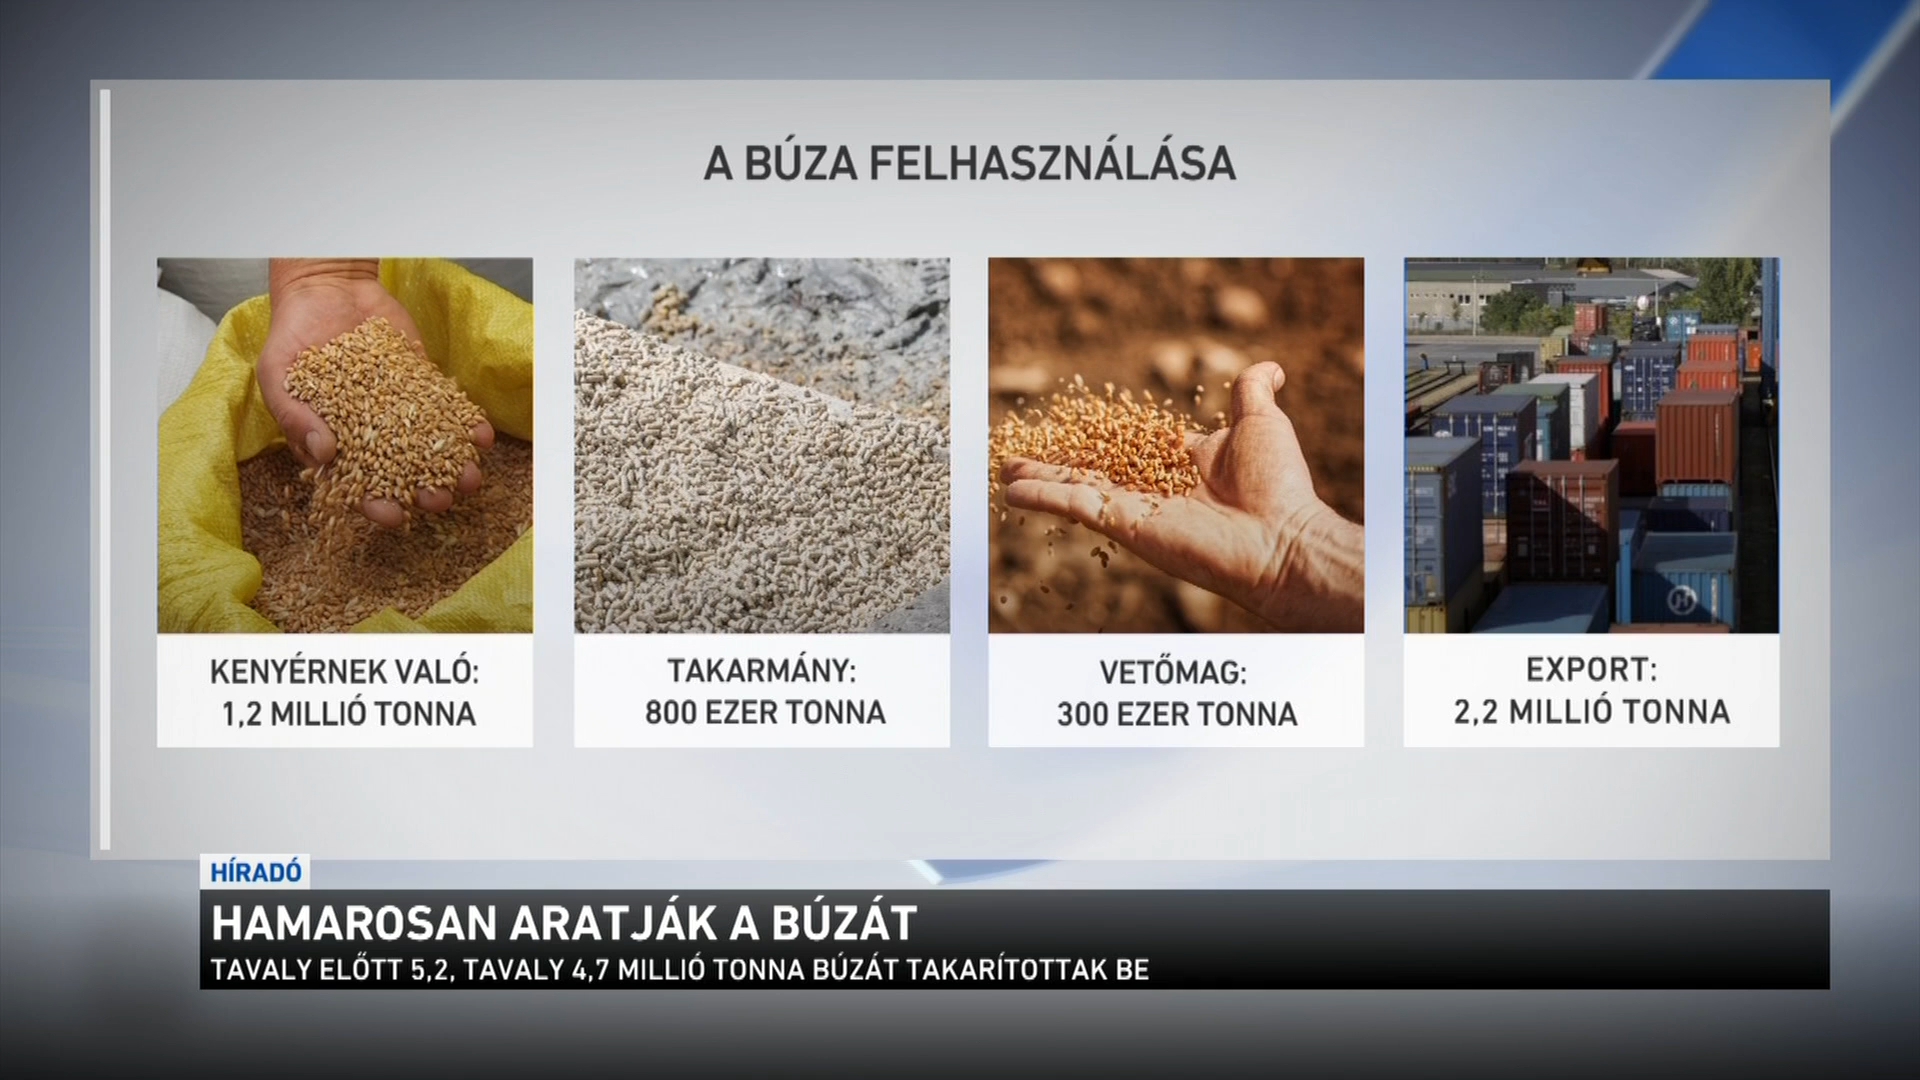 A BÚZA FELHASZNÁLÁSA
KENYÉRNEK VALÓ:
1,2 MILLIÓ TONNA
TAKARMÁNY:
800 EZER TONNA
VETŐMAG:
300 EZER TONNA
EXPORT:
2,2 MILLIÓ TONNA
HÍRADÓ
HAMAROSAN ARATJÁK A BÚZÁT
TAVALY ELŐTT 5,2, TAVALY 4,7 MILLIÓ TONNA BÚZÁT TAKARÍTOTTAK BE